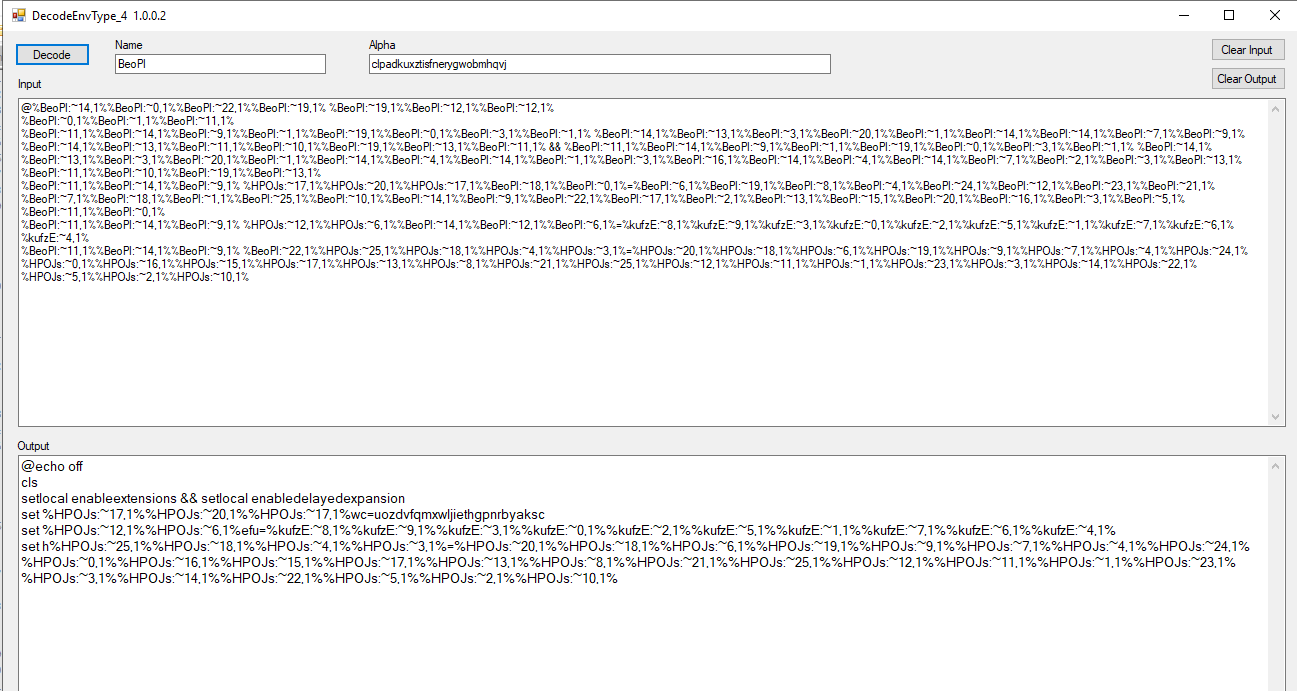 DecodeEnvType_4 1.0.0.2
Decode
Name
BeoPl
Alpha
clpadkuxztisfnerygwobmhqvj
Clear Input
Clear Output
Input
@%BeoPl:~14,1%%BeoPl:~0,1%%BeoPl:~22,1%%BeoPl:~19,1% %BeoPl:~19,1%%BeoPl:~12,1%%BeoPl:~12,1%
%BeoPl:~0,1%%BeoPl:~1,1%%BeoPl:~11,1%
%BeoPl:~11,1%%BeoPl:~14,1%%BeoPl:~9,1%%BeoPl:~1,1%%BeoPl:~19,1%%BeoPl:~0,1%%BeoPl:~3,1%%BeoPl:~1,1% %BeoPl:~14,1%%BeoPl:~13,1%%BeoPl:~3,1%%BeoPl:~20,1%%BeoPl:~1,1%%BeoPl:~14,1%%BeoPl:~14,1%%BeoPl:~7,1%%BeoPl:~9,1%
%BeoPl:~14,1%%BeoPl:~13,1%%BeoPl:~11,1%%BeoPl:~10,1%%BeoPl:~19,1%%BeoPl:~13,1%%BeoPl:~11,1% && %BeoPl:~11,1%%BeoPl:~14,1%%BeoPl:~9,1%%BeoPl:~1,1%%BeoPl:~19,1%%BeoPl:~0,1%%BeoPl:~3,1%%BeoPl:~1,1% %BeoPl:~14,1%
%BeoPl:~13,1%%BeoPl:~3,1%%BeoPl:~20,1%%BeoPl:~1,1%%BeoPl:~14,1%%BeoPl:~4,1%%BeoPl:~14,1%%BeoPl:~1,1%%BeoPl:~3,1%%BeoPl:~16,1%%BeoPl:~14,1%%BeoPl:~4,1%%BeoPl:~14,1%%BeoPl:~7,1%%BeoPl:~2,1%%BeoPl:~3,1%%BeoPl:~13,1%
%BeoPl:~11,1%%BeoPl:~10,1%%BeoPl:~19,1%%BeoPl:~13,1%
%BeoPl:~11,1%%BeoPl:~14,1%%BeoPl:~9,1% %HPOJs:~17,1%%HPOJs:~20,1%%HPOJs:~17,1%%BeoPl:~18,1%%BeoPl:~0,1%=%BeoPl:~6,1%%BeoPl:~19,1%%BeoPl:~8,1%%BeoPl:~4,1%%BeoPl:~24,1%%BeoPl:~12,1%%BeoPl:~23,1%%BeoPl:~21,1%
%BeoPl:~7,1%%BeoPl:~18,1%%BeoPl:~1,1%%BeoPl:~25,1%%BeoPl:~10,1%%BeoPl:~14,1%%BeoPl:~9,1%%BeoPl:~22,1%%BeoPl:~17,1%%BeoPl:~2,1%%BeoPl:~13,1%%BeoPl:~15,1%%BeoPl:~20,1%%BeoPl:~16,1%%BeoPl:~3,1%%BeoPl:~5,1%
%BeoPl:~11,1%%BeoPl:~0,1%
%BeoPl:~11,1%%BeoPl:~14,1%%BeoPl:~9,1% %HPOJs:~12,1%%HPOJs:~6,1%%BeoPl:~14,1%%BeoPl:~12,1%%BeoPl:~6,1%=%kufzE:~8,1%%kufzE:~9,1%%kufzE:~3,1%%kufzE:~0,1%%kufzE:~2,1%%kufzE:~5,1%%kufzE:~1,1%%kufzE:~7,1%%kufzE:~6,1%
%kufzE:~4,1%
%BeoPl:~11,1%%BeoPl:~14,1%%BeoPl:~9,1% %BeoPl:~22,1%%HPOJs:~25,1%%HPOJs:~18,1%%HPOJs:~4,1%%HPOJs:~3,1%=%HPOJs:~20,1%%HPOJs:~18,1%%HPOJs:~6,1%%HPOJs:~19,1%%HPOJs:~9,1%%HPOJs:~7,1%%HPOJs:~4,1%%HPOJs:~24,1%
%HPOJs:~0,1%%HPOJs:~16,1%%HPOJs:~15,1%%HPOJs:~17,1%%HPOJs:~13,1%%HPOJs:~8,1%%HPOJs:~21,1%%HPOJs:~25,1%%HPOJs:~12,1%%HPOJs:~11,1%%HPOJs:~1,1%%HPOJs:~23,1%%HPOJs:~3,1%%HPOJs:~14,1%%HPOJs:~22,1%
%HPOJs:~5,1%%HPOJs:~2,1%%HPOJs:~10,1%
Output
@echo off
cls
setlocal enableextensions && setlocal enabledelayedexpansion
set %HPOJs:~17,1%%HPOJs:~20,1%%HPOJs:~17,1%wc=uozdvfqmxwljiethgpnrbyaksc
set %HPOJs:~12,1%%HPOJs:~6,1%efu=%kufzE:~8,1%%kufzE:~9,1%%kufzE:~3,1%%kufzE:~0,1%%kufzE:~2,1%%kufzE:~5,1%%kufzE:~1,1%%kufzE:~7,1%%kufzE:~6,1%%kufzE:~4,1%
set h%HPOJs:~25,1%%HPOJs:~18,1%%HPOJs:~4,1%%HPOJs:~3,1%=%HPOJs:~20,1%%HPOJs:~18,1%%HPOJs:~6,1%%HPOJs:~19,1%%HPOJs:~9,1%%HPOJs:~7,1%%HPOJs:~4,1%%HPOJs:~24,1%
%HPOJs:~0,1%%HPOJs:~16,1%%HPOJs:~15,1%%HPOJs:~17,1%%HPOJs:~13,1%%HPOJs:~8,1%%HPOJs:~21,1%%HPOJs:~25,1%%HPOJs:~12,1%%HPOJs:~11,1%%HPOJs:~1,1%%HPOJs:~23,1%
%HPOJs:~3,1%%HPOJs:~14,1%%HPOJs:~22,1%%HPOJs:~5,1%%HPOJs:~2,1%%HPOJs:~10,1%